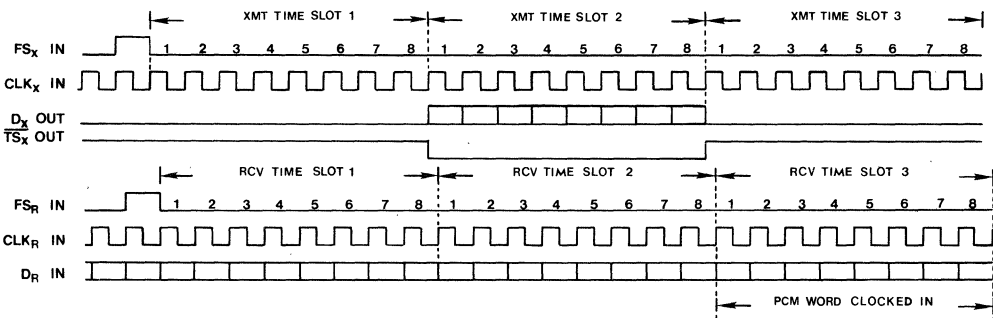 XMT TIME SLOT 1 XMT TIME SLOT 2 XMT TIME SLOT 3
FSX IN 1 2 3 4 5 6 7 8 1 2 3 4 5 6 7 8 1 2 3 4 5 6 7 8
CLKX IN
DX OUT
TSX OUT
RCV TIME SLOT 1 RCV TIME SLOT 2 RCV TIME SLOT 3
FSR IN 1 2 3 4 5 6 7 8 1 2 3 4 5 6 7 8 1 2 3 4 5 6 7 8
CLKR IN
DR IN
PCM WORD CLOCKED IN